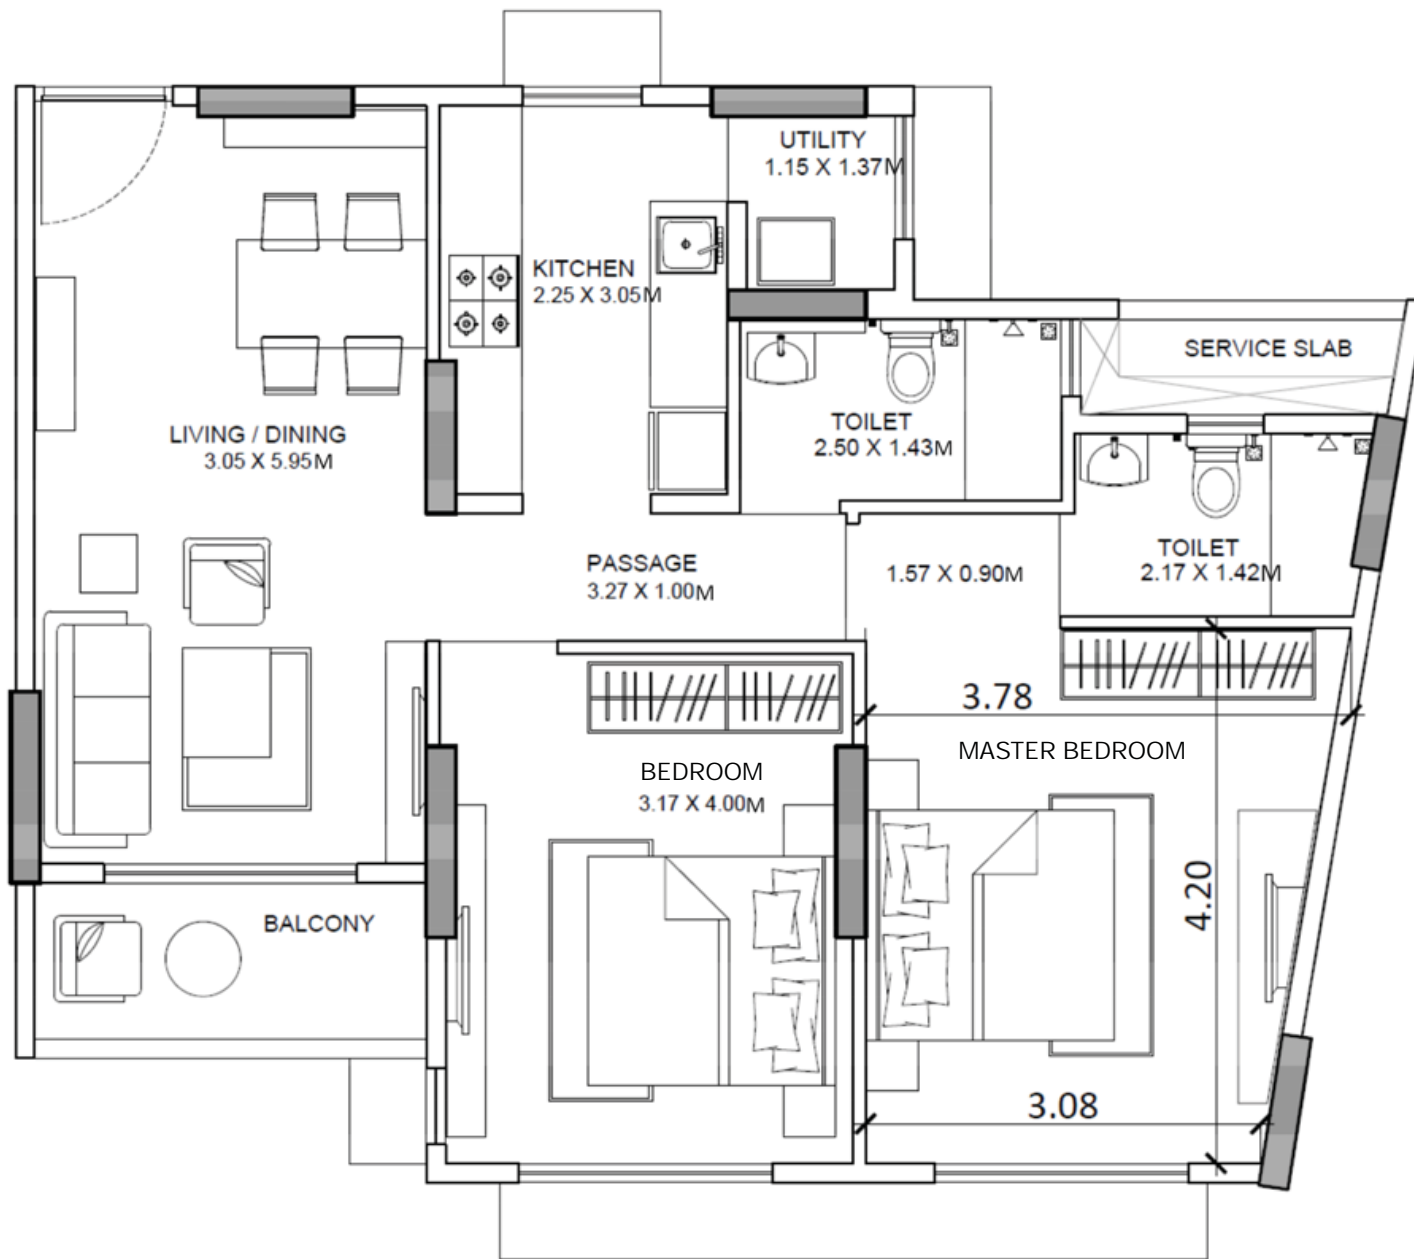 UTILITY
1.15 X 1.37M
KITCHEN
2.25 X 3.05M
SERVICE SLAB
LIVING / DINING
3.05 X 5.95M
TOILET
2.50 X 1.43M
PASSAGE
3.27 X 1.00M
1.57 X 0.90M
TOILET
2.17 X 1.42M
3.78
MASTER BEDROOM
BEDROOM
3.17 X 4.00M
4.20
BALCONY
3.08